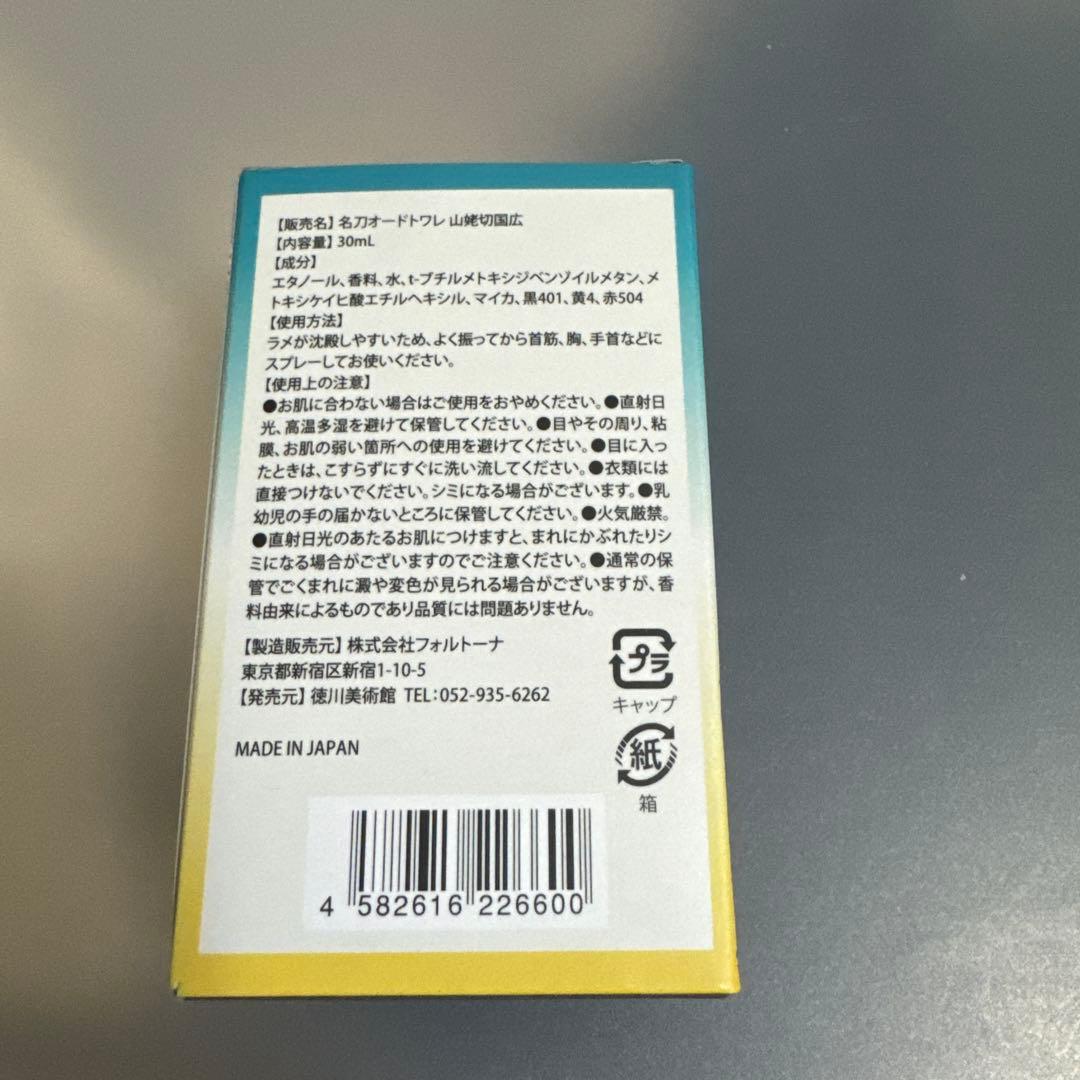 【販売名】名刀オードトワレ 山姥切国広
【内容量】30mL
【成分】
エタノール、香料、水、t-ブチルメトキシジベンゾイルメタン、メ
トキシケイヒ酸エチルヘキシル、マイカ、黒401、黄4、赤504
【使用方法】
ラメが沈殿しやすいため、よく振ってから首筋、胸、手首などに
スプレーしてお使いください。
【使用上の注意】
●お肌に合わない場合はご使用をおやめください。●直射日
光、高温多湿を避けて保管してください。●目やその周り、粘
膜、お肌の弱い箇所への使用を避けてください。●目に入っ
たときは、こすらずにすぐに洗い流してください。●衣類には
直接つけないでください。シミになる場合がございます。●乳
幼児の手の届かないところに保管してください。●火気厳禁。
●直射日光のあたるお肌につけますと、まれにかぶれたりシ
ミになる場合がございますのでご注意ください。●通常の保
管でごくまれに澱や変色が見られる場合がございますが、香
料由来によるものであり品質には問題ありません。
【製造販売元】株式会社フォルトーナ
東京都新宿区新宿1-10-5
【発売元】徳川美術館 TEL:052-935-6262
MADE IN JAPAN
プラ
キャップ
紙
箱
4 582616 226600